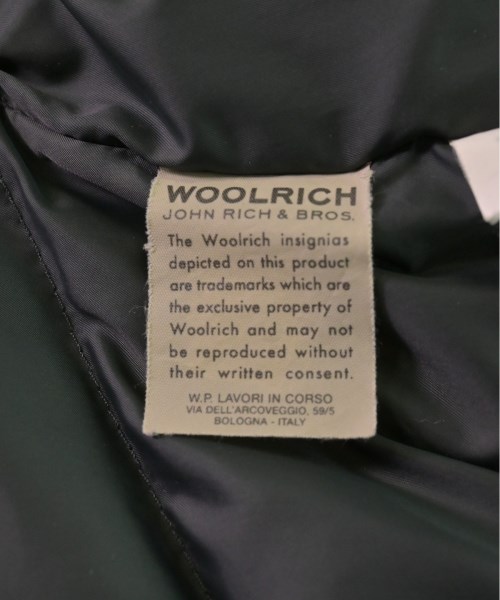 WOOLRICH
JOHN RICH & BROS.
The Woolrich insignias
depicted on this product
are trademarks which are
the exclusive property of
Woolrich and may not
be reproduced without
their written consent.
W.P. LAVORI IN CORSO
VIA DELL'ARCOVEGGIO, 59/5
BOLOGNA - ITALY